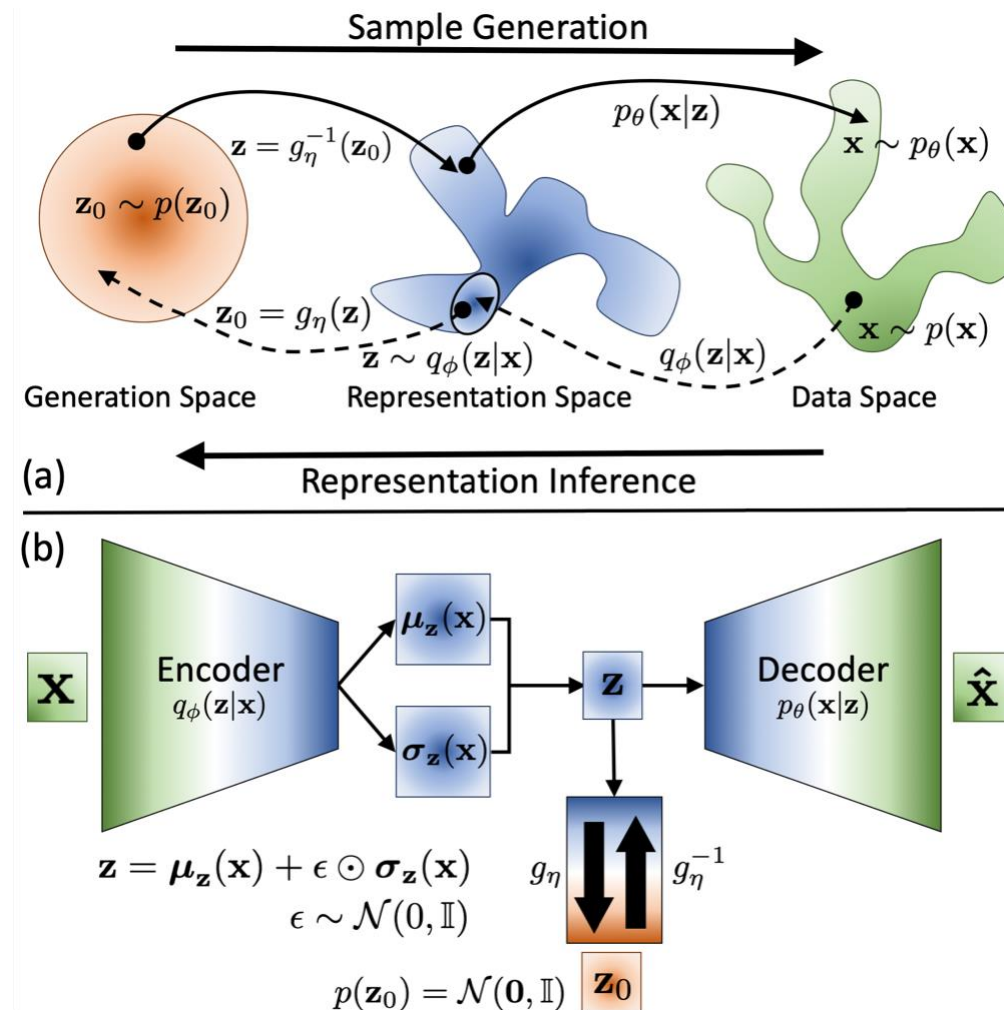 Sample Generation
z = g_η^{-1}(z_0)
p_θ(x|z)
x ∼ p_θ(x)
z_0 ∼ p(z_0)
z_0 = g_η(z)
z ∼ q_ϕ(z|x)
q_ϕ(z|x)
x ∼ p(x)
Generation Space
Representation Space
Data Space
(a)
Representation Inference
(b)
x
Encoder
q_ϕ(z|x)
μ_z(x)
σ_z(x)
z
Decoder
p_θ(x|z)
x̂
z = μ_z(x) + ϵ ⊙ σ_z(x)
ϵ ∼ 𝒩(0, 𝕀)
g_η
g_η^{-1}
p(z_0) = 𝒩(0, 𝕀)
z_0